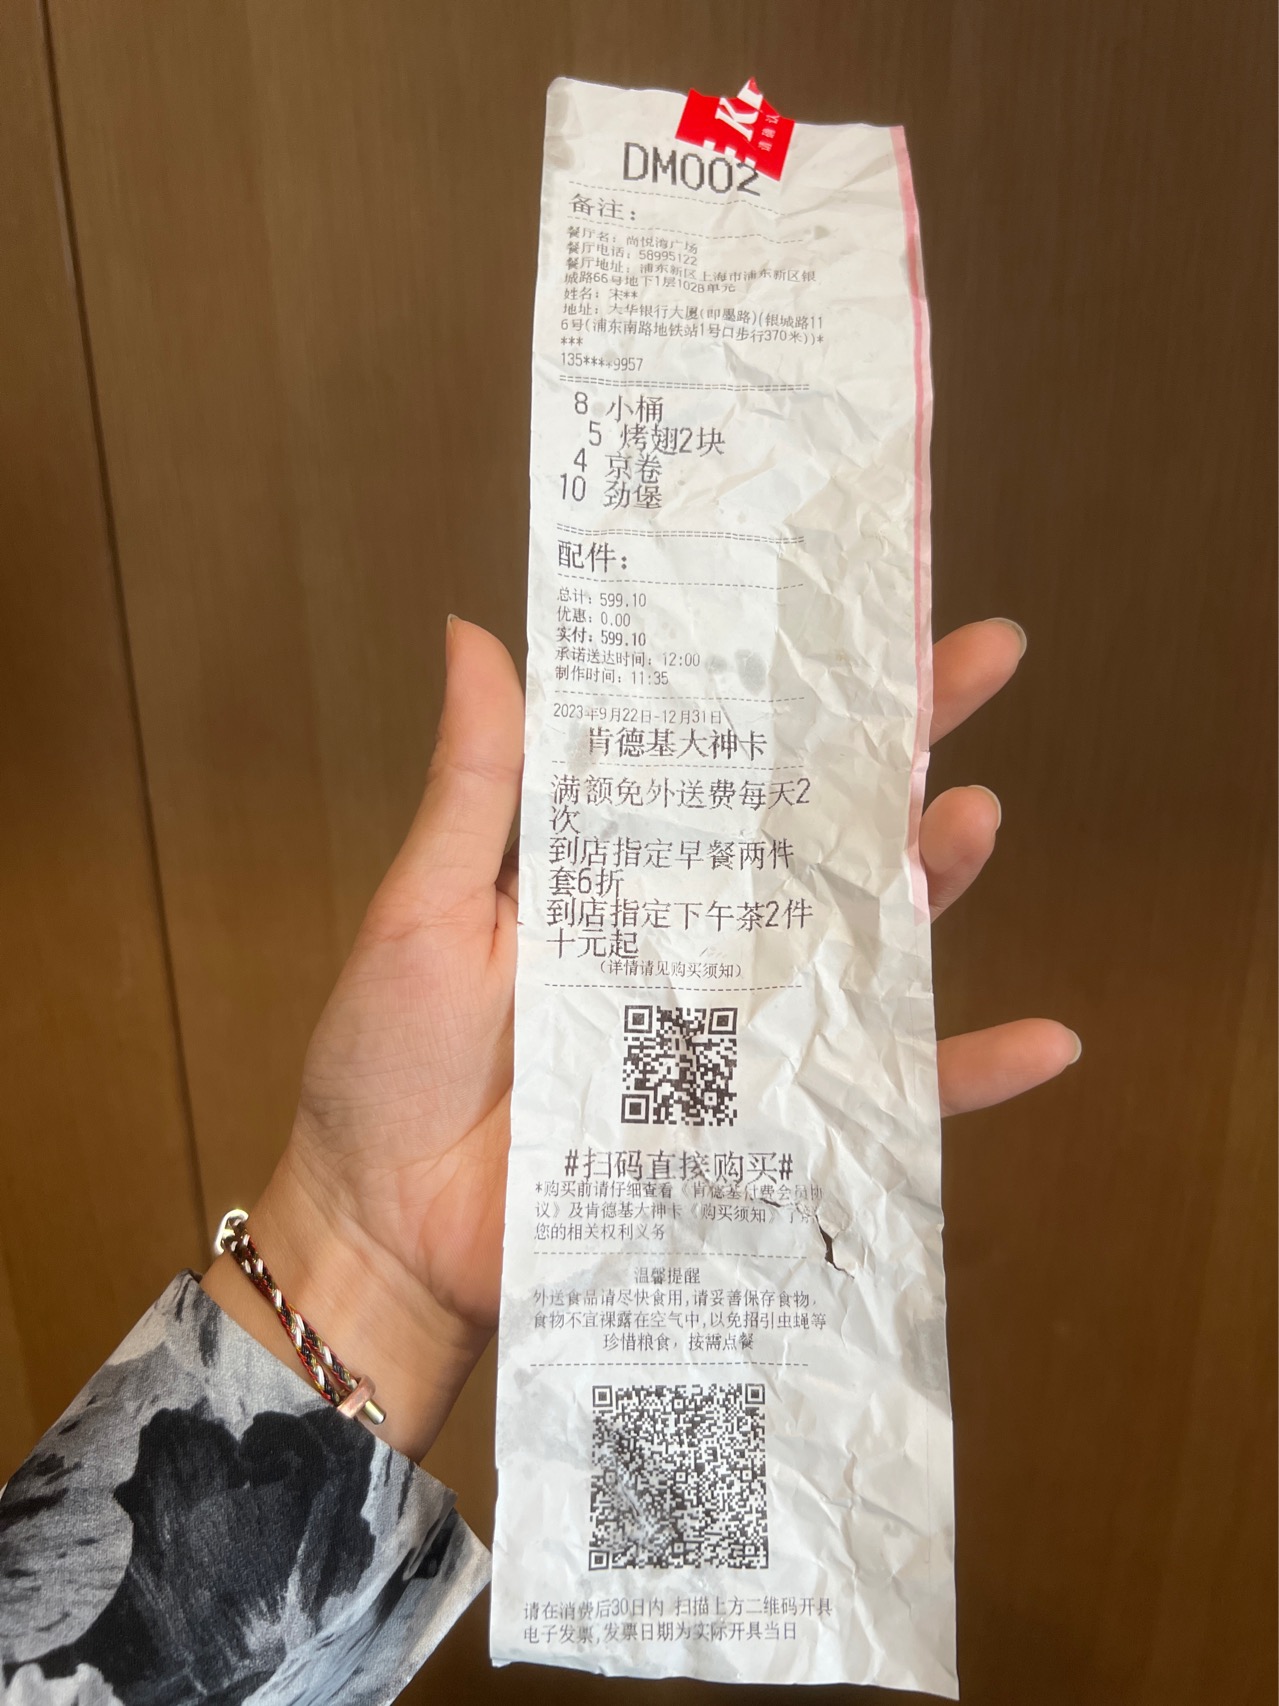 DM002
备注：
餐厅名：尚悦湾广场
餐厅电话：58995122
餐厅地址：浦东新区上海市浦东新区银
城路66号地下1层102B单元
姓名：宋**
地址：大华银行大厦(即墨路)(银城路11
6号(浦东南路地铁站1号口步行370米))*
***
135****9957
8 小桶
5 烤翅2块
4 京卷
10 劲堡
配件：
总计：599.10
优惠：0.00
实付：599.10
承诺送达时间：12:00
制作时间：11:35
2023年9月22日-12月31日
肯德基大神卡
满额免外送费每天2
次
到店指定早餐两件
套6折
到店指定下午茶2件
十元起
（详情请见购买须知）
#扫码直接购买#
*购买前请仔细查看《肯德基付费会员协
议》及肯德基大神卡《购买须知》了
您的相关权利义务
温馨提醒
外送食品请尽快食用,请妥善保存食物,
食物不宜裸露在空气中,以免招引虫蝇等
珍惜粮食，按需点餐
请在消费后30日内 扫描上方二维码开具
电子发票,发票日期为实际开具当日